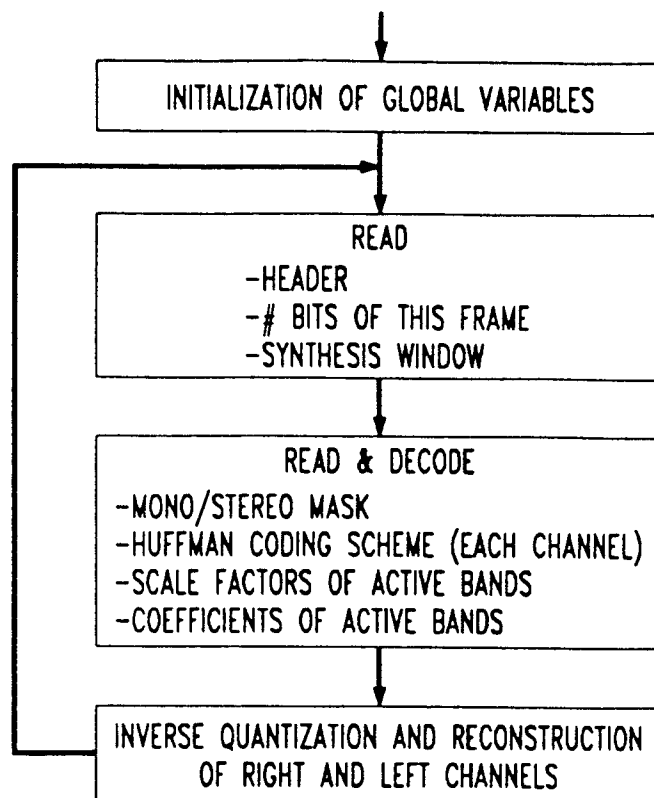 INITIALIZATION OF GLOBAL VARIABLES
READ
-HEADER
-# BITS OF THIS FRAME
-SYNTHESIS WINDOW
READ & DECODE
-MONO/STEREO MASK
-HUFFMAN CODING SCHEME (EACH CHANNEL)
-SCALE FACTORS OF ACTIVE BANDS
-COEFFICIENTS OF ACTIVE BANDS
INVERSE QUANTIZATION AND RECONSTRUCTION
OF RIGHT AND LEFT CHANNELS